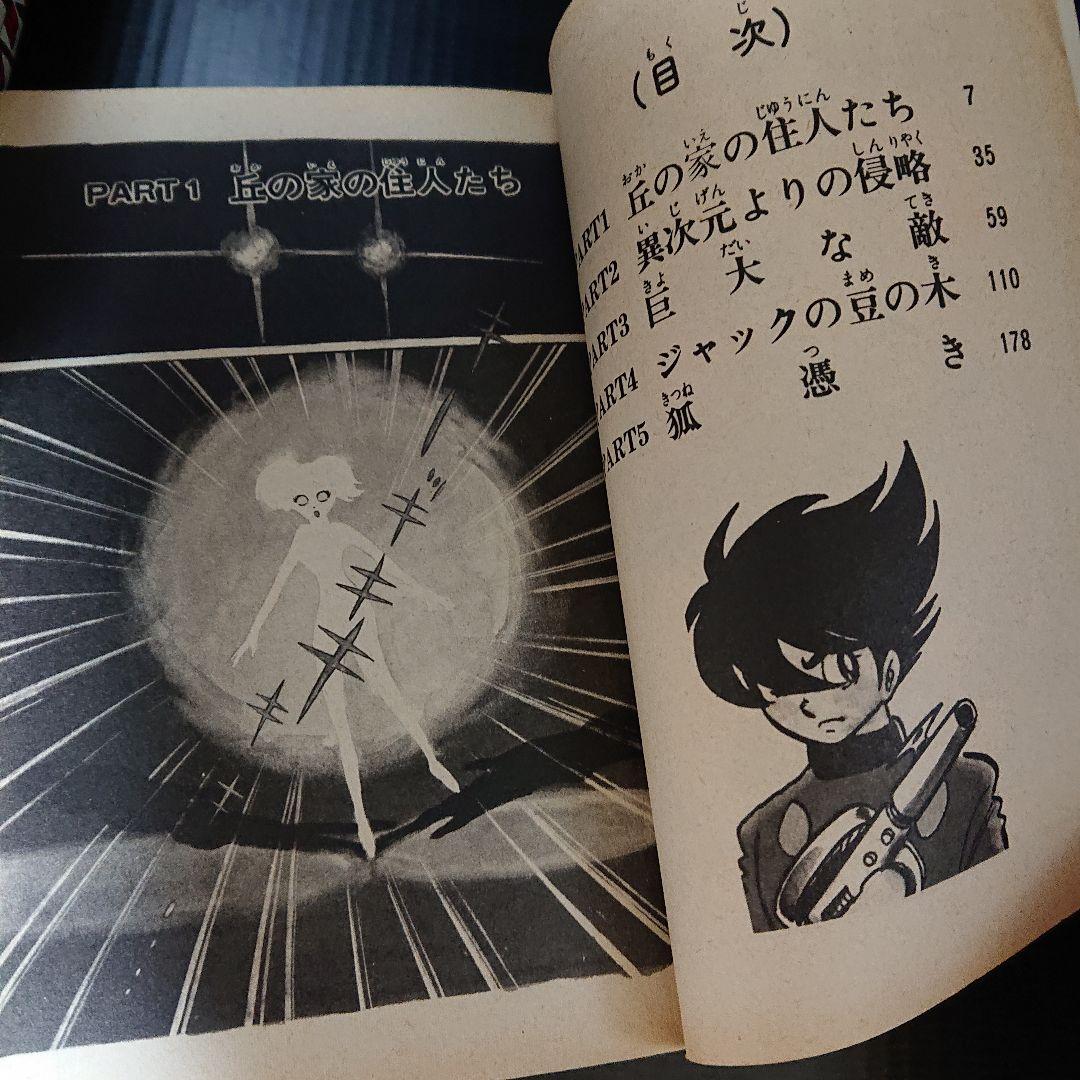 PART1 丘の家の住人たち
(目次)
PART1 丘の家の住人たち 7
PART2 異次元よりの侵略 35
PART3 巨大な敵 59
PART4 ジャックの豆の木 110
PART5 狐憑き 178